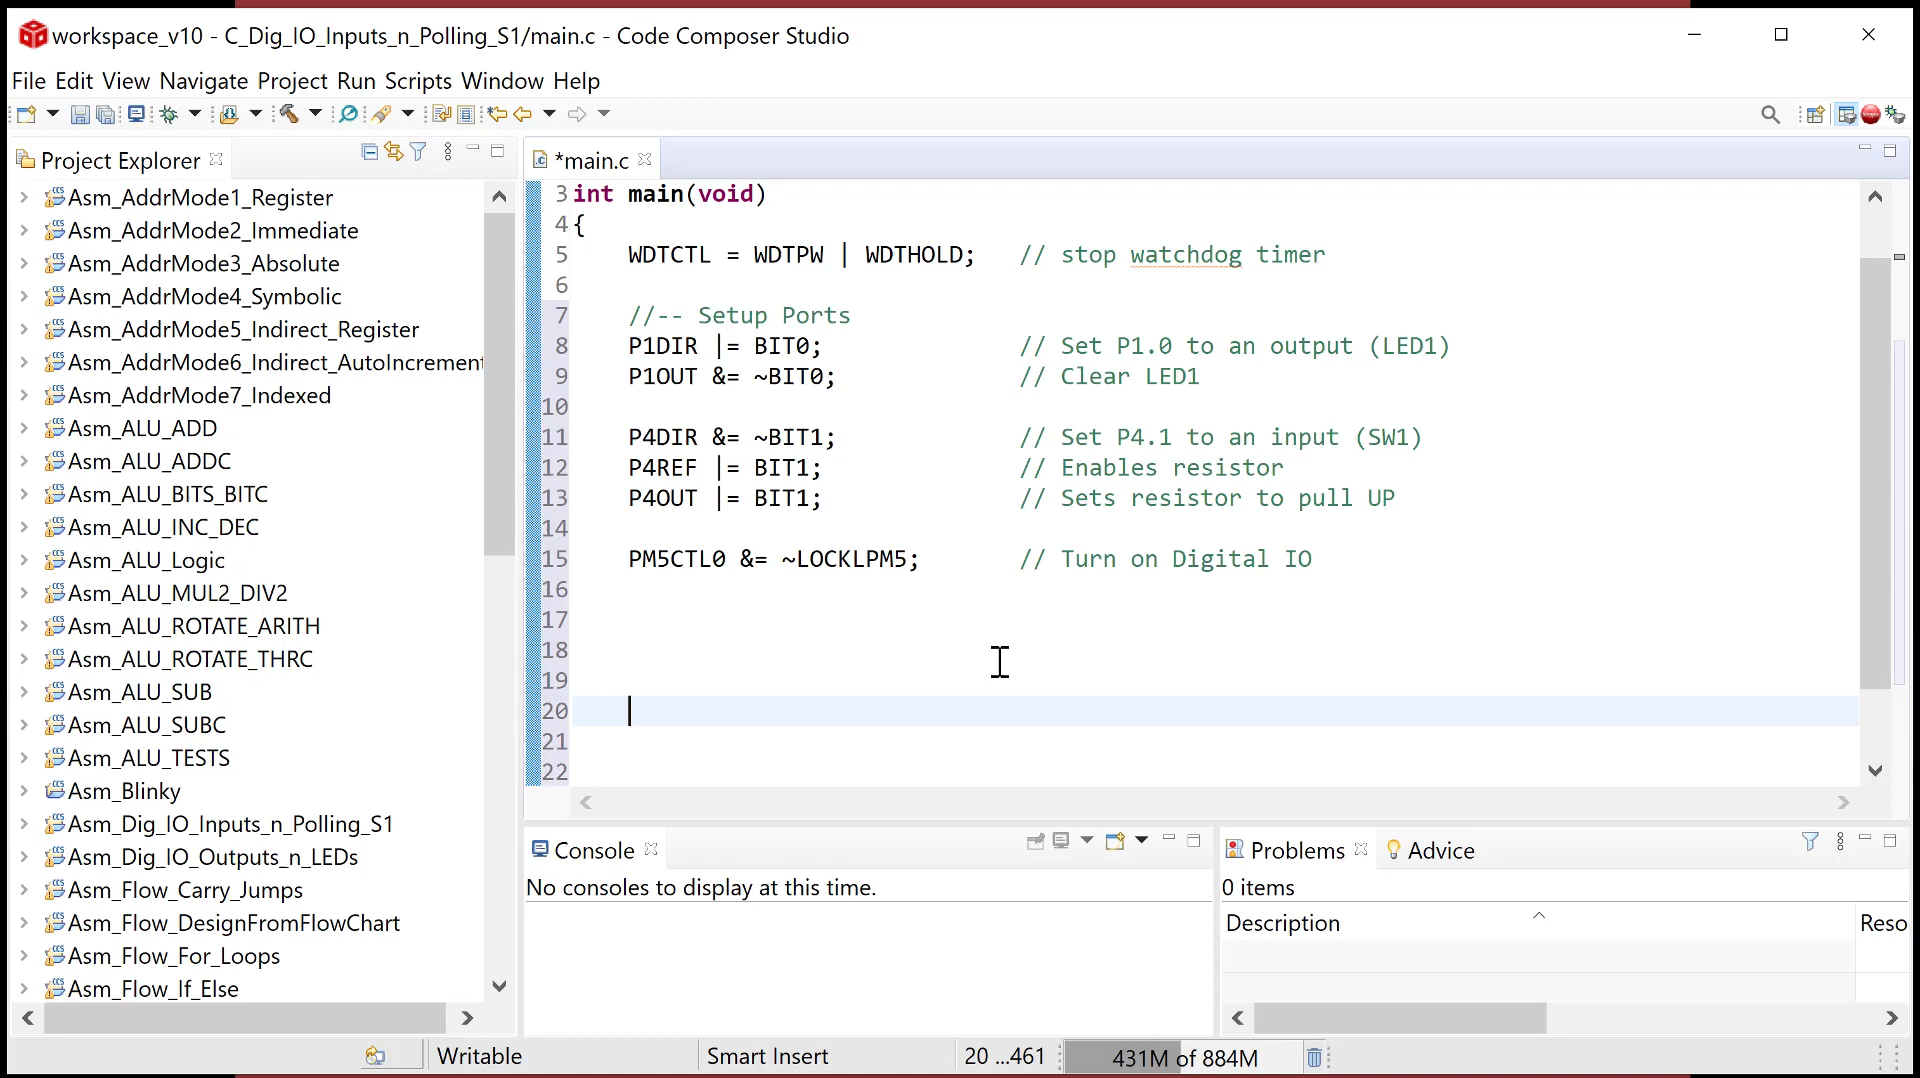 workspace_v10 - C_Dig_IO_Inputs_n_Polling_S1/main.c - Code Composer Studio
File Edit View Navigate Project Run Scripts Window Help
Project Explorer
Asm_AddrMode1_Register
Asm_AddrMode2_Immediate
Asm_AddrMode3_Absolute
Asm_AddrMode4_Symbolic
Asm_AddrMode5_Indirect_Register
Asm_AddrMode6_Indirect_AutoIncrement
Asm_AddrMode7_Indexed
Asm_ALU_ADD
Asm_ALU_ADDC
Asm_ALU_BITS_BITC
Asm_ALU_INC_DEC
Asm_ALU_Logic
Asm_ALU_MUL2_DIV2
Asm_ALU_ROTATE_ARITH
Asm_ALU_ROTATE_THRC
Asm_ALU_SUB
Asm_ALU_SUBC
Asm_ALU_TESTS
Asm_Blinky
Asm_Dig_IO_Inputs_n_Polling_S1
Asm_Dig_IO_Outputs_n_LEDs
Asm_Flow_Carry_Jumps
Asm_Flow_DesignFromFlowChart
Asm_Flow_For_Loops
Asm_Flow_If_Else
*main.c
3 int main(void)
4 {
5 WDTCTL = WDTPW | WDTHOLD; // stop watchdog timer
6
7 //-- Setup Ports
8 P1DIR |= BIT0; // Set P1.0 to an output (LED1)
9 P1OUT &= ~BIT0; // Clear LED1
10
11 P4DIR &= ~BIT1; // Set P4.1 to an input (SW1)
12 P4REF |= BIT1; // Enables resistor
13 P4OUT |= BIT1; // Sets resistor to pull UP
14
15 PM5CTL0 &= ~LOCKLPM5; // Turn on Digital IO
16
17
18
19
20
21
22
Console
No consoles to display at this time.
Problems Advice
0 items
Description Reso
Writable Smart Insert 20 ...461 431M of 884M